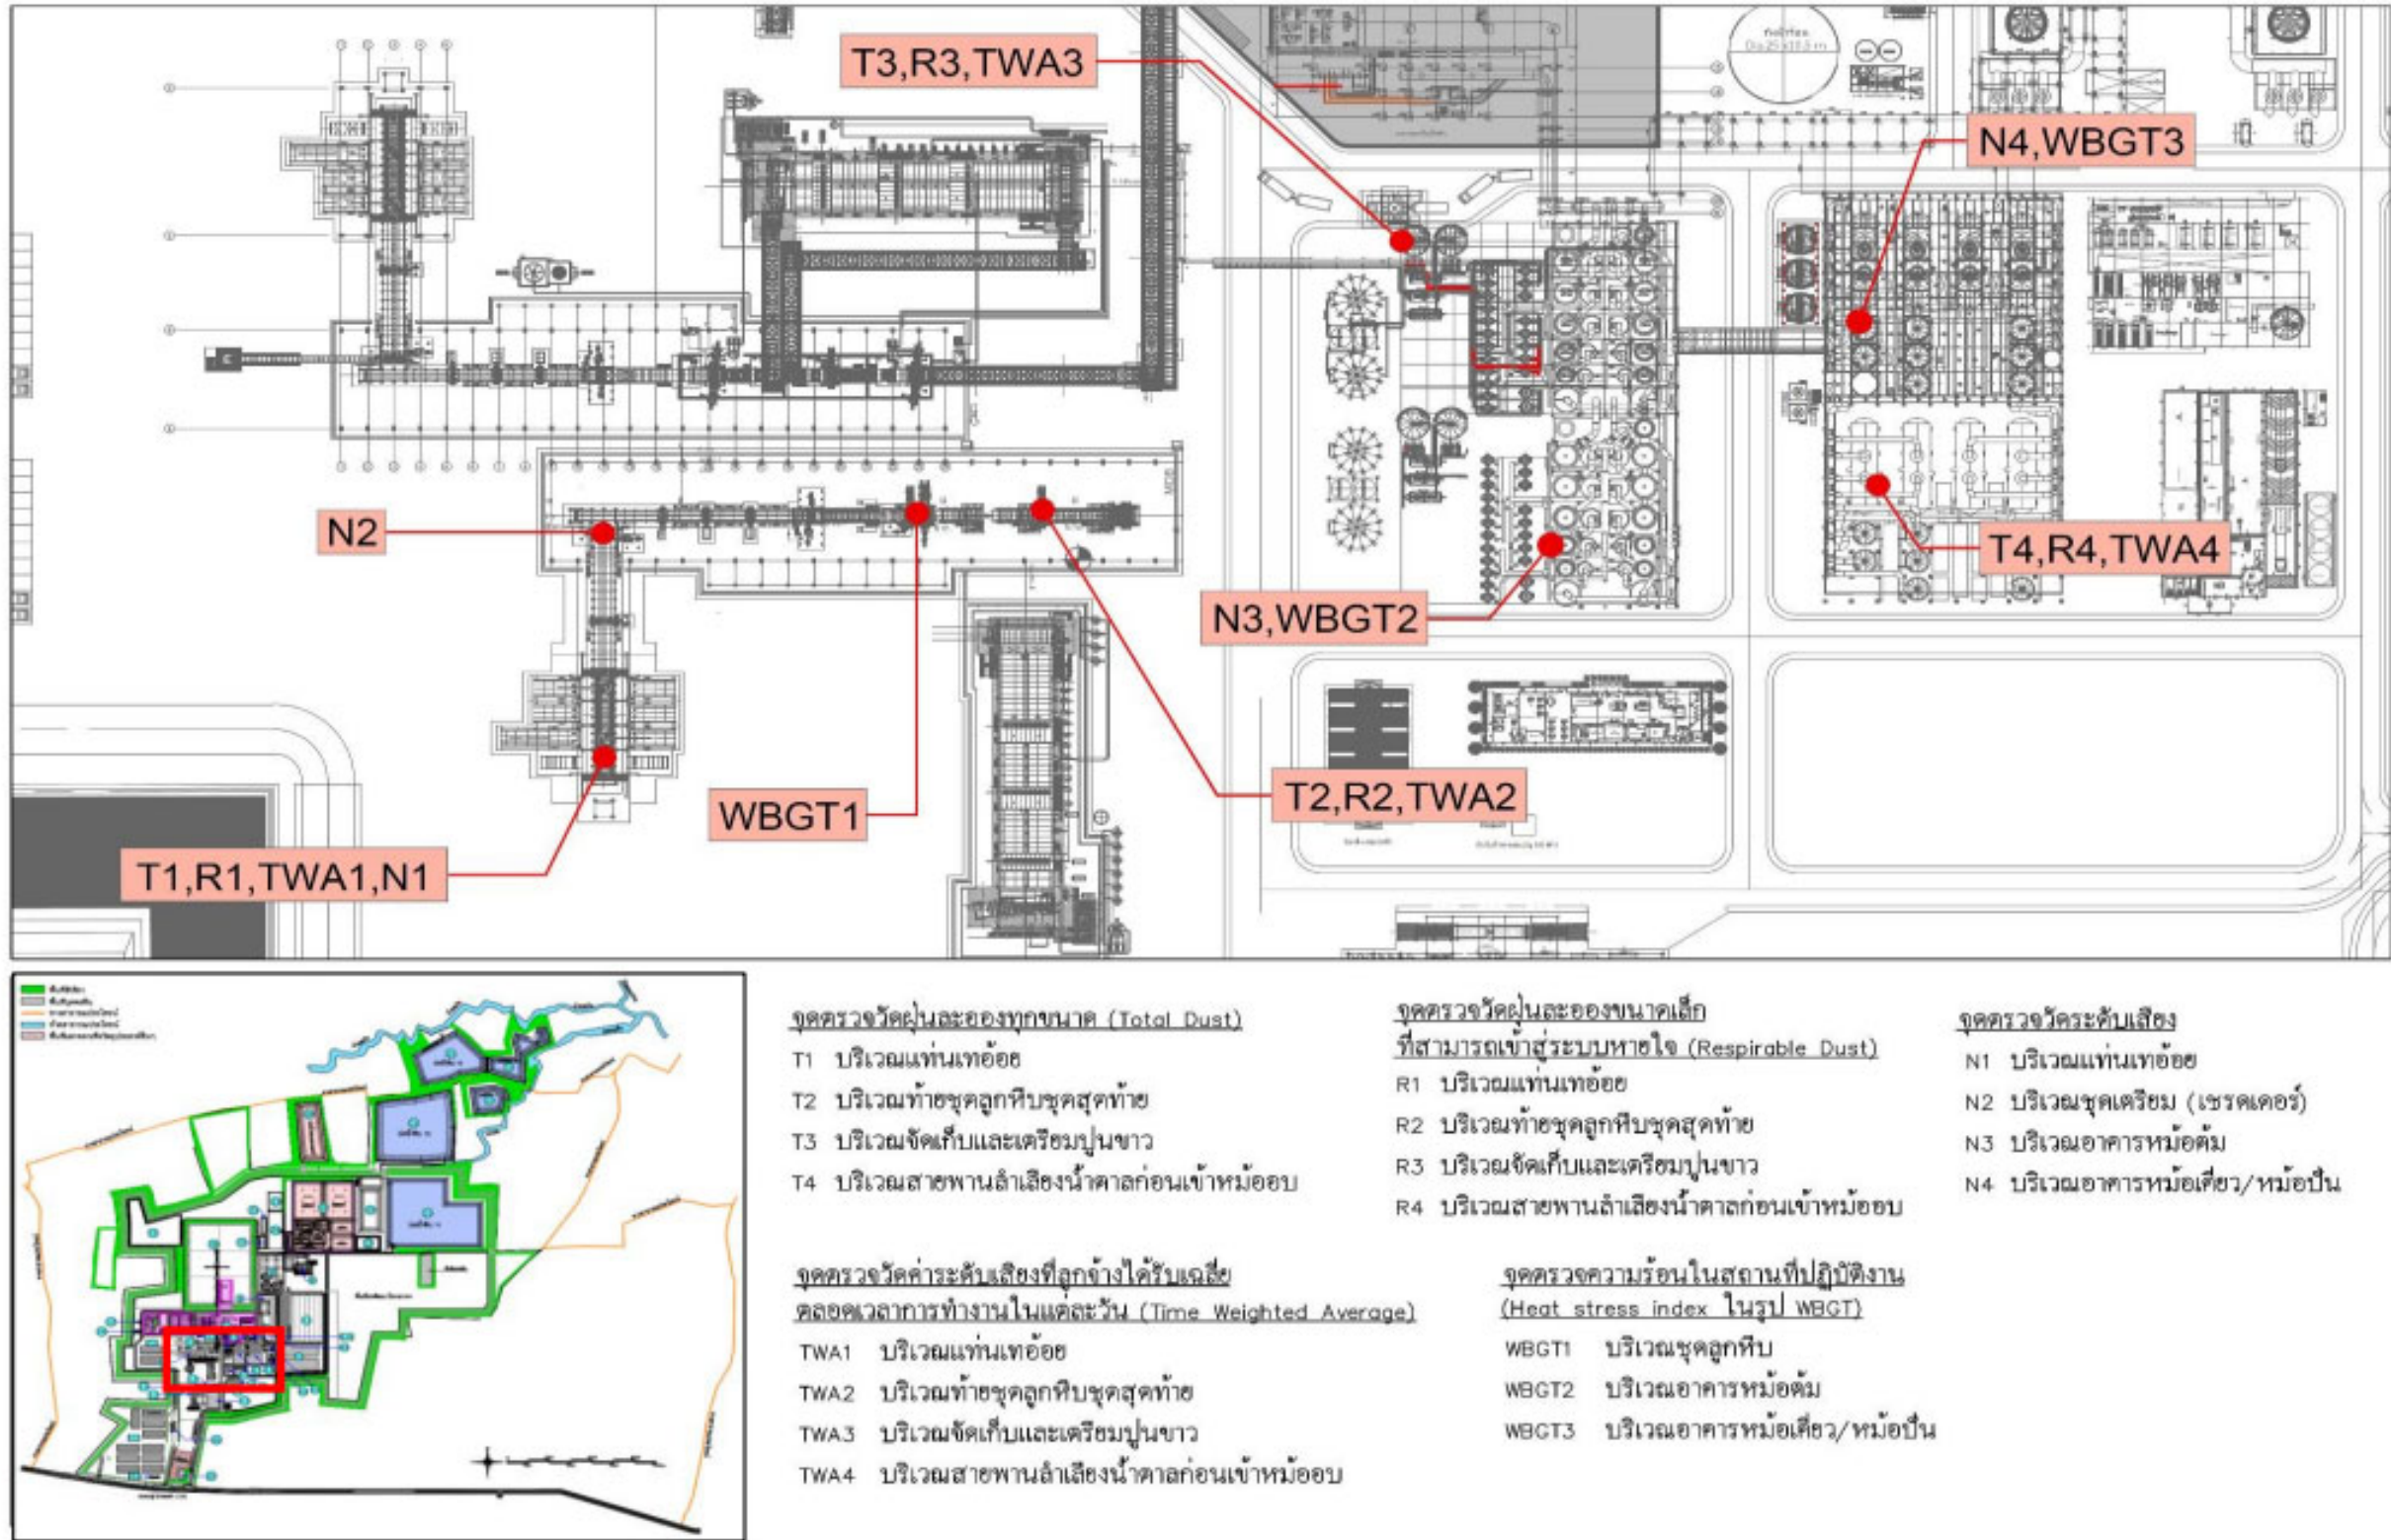 T3,R3,TWA3
N4,WBGT3
N2
T4,R4,TWA4
N3,WBGT2
T2,R2,TWA2
WBGT1
T1,R1,TWA1,N1
จุดตรวจวัดฝุ่นละอองทุกขนาด (Total Dust)
T1 บริเวณแท่นเทอ้อย
T2 บริเวณท้ายชุดลูกหีบชุดสุดท้าย
T3 บริเวณจัดเก็บและเตรียมปูนขาว
T4 บริเวณสายพานลำเลียงน้ำตาลก่อนเข้าหม้ออบ
จุดตรวจวัดฝุ่นละอองขนาดเล็ก
ที่สามารถเข้าสู่ระบบหายใจ (Respirable Dust)
R1 บริเวณแท่นเทอ้อย
R2 บริเวณท้ายชุดลูกหีบชุดสุดท้าย
R3 บริเวณจัดเก็บและเตรียมปูนขาว
R4 บริเวณสายพานลำเลียงน้ำตาลก่อนเข้าหม้ออบ
จุดตรวจวัดระดับเสียง
N1 บริเวณแท่นเทอ้อย
N2 บริเวณชุดเตรียม (เชรดเดอร์)
N3 บริเวณอาคารหม้อต้ม
N4 บริเวณอาคารหม้อเคี่ยว/หม้อปั่น
จุดตรวจวัดค่าระดับเสียงที่ลูกจ้างได้รับเฉลี่ย
ตลอดเวลาการทำงานในแต่ละวัน (Time Weighted Average)
TWA1 บริเวณแท่นเทอ้อย
TWA2 บริเวณท้ายชุดลูกหีบชุดสุดท้าย
TWA3 บริเวณจัดเก็บและเตรียมปูนขาว
TWA4 บริเวณสายพานลำเลียงน้ำตาลก่อนเข้าหม้ออบ
จุดตรวจความร้อนในสถานที่ปฏิบัติงาน
(Heat stress index ในรูป WBGT)
WBGT1 บริเวณชุดลูกหีบ
WBGT2 บริเวณอาคารหม้อต้ม
WBGT3 บริเวณอาคารหม้อเคี่ยว/หม้อปั่น